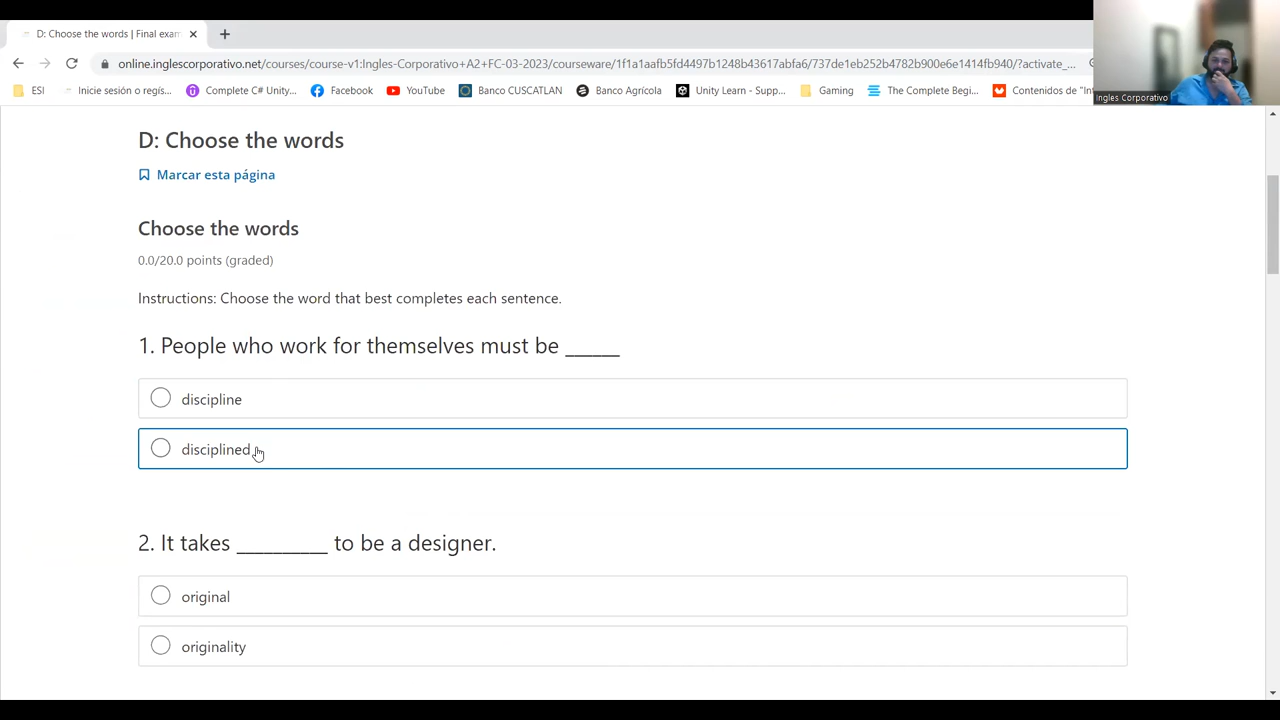 D: Choose the words | Final exam
online.inglescorporativo.net/courses/course-v1:Ingles-Corporativo+A2+FC-03-2023/courseware/1f1a1aafb5fd4497b1248b43617abfa6/737de1eb252b4782b900e6e1414fb940/?activate_...
ESI Inicie sesión o regís... Complete C# Unity... Facebook YouTube Banco CUSCATLAN Banco Agrícola Unity Learn - Supp... Gaming The Complete Begi... Contenidos de "Int
Ingles Corporativo
D: Choose the words
Marcar esta página
Choose the words
0.0/20.0 points (graded)
Instructions: Choose the word that best completes each sentence.
1. People who work for themselves must be ______
discipline
disciplined
2. It takes __________ to be a designer.
original
originality